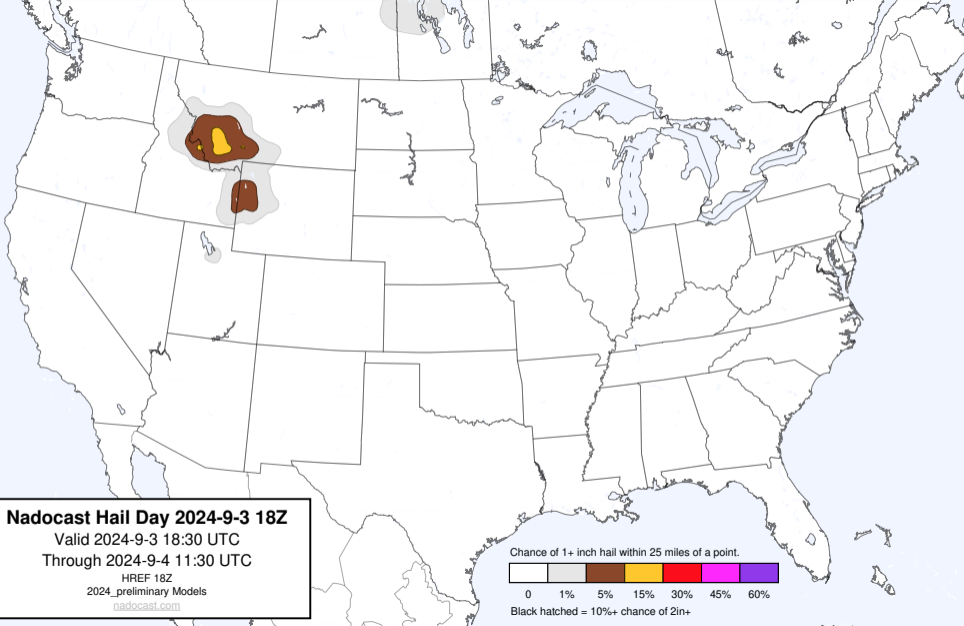 Nadocast Hail Day 2024-9-3 18Z
Valid 2024-9-3 18:30 UTC
Through 2024-9-4 11:30 UTC
HREF 18Z
2024_preliminary Models
nadocast.com
Chance of 1+ inch hail within 25 miles of a point.
0 1% 5% 15% 30% 45% 60%
Black hatched = 10%+ chance of 2in+